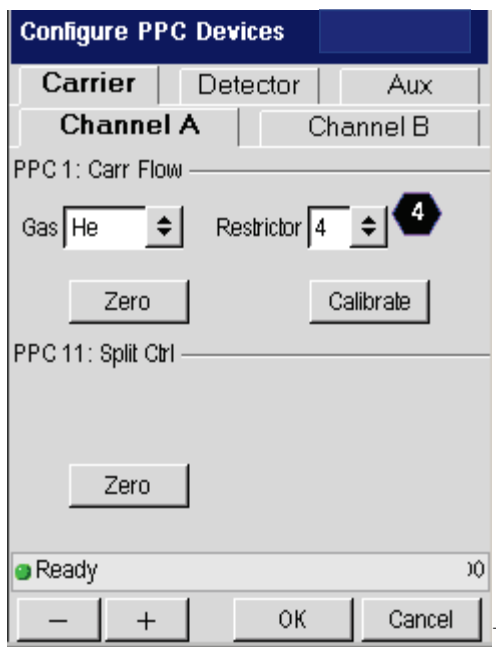 Configure PPC Devices
Carrier Detector Aux
Channel A Channel B
PPC 1: Carr Flow
Gas He Restrictor 4 4
Zero Calibrate
PPC 11: Split Ctrl
Zero
Ready
− + OK Cancel